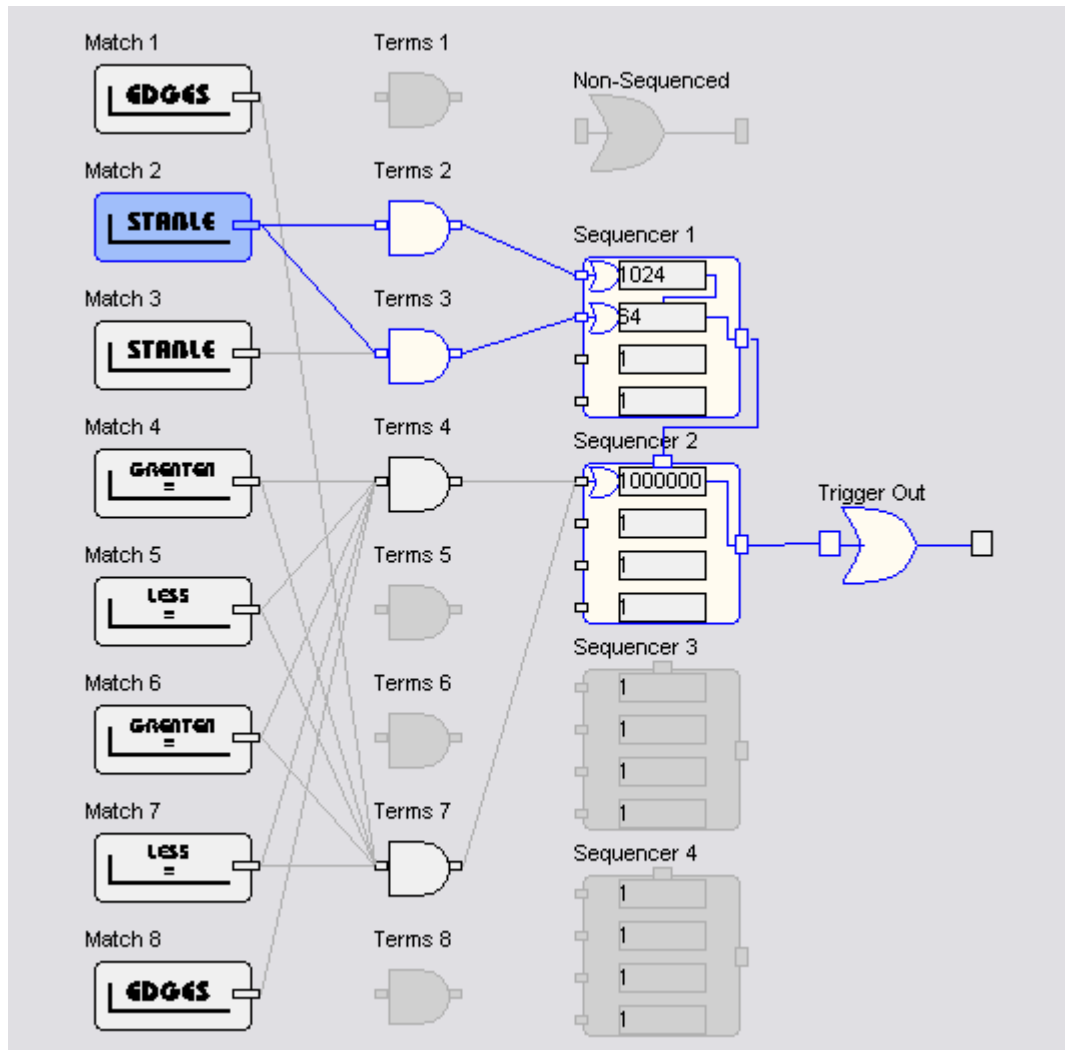 Match 1
EDGES
Match 2
STABLE
Match 3
STABLE
Match 4
GREATER
=
Match 5
LESS
=
Match 6
GREATER
=
Match 7
LESS
=
Match 8
EDGES
Terms 1
Terms 2
Terms 3
Terms 4
Terms 5
Terms 6
Terms 7
Terms 8
Non-Sequenced
Sequencer 1
1024
64
1
1
Sequencer 2
1000000
1
1
1
Sequencer 3
1
1
1
1
Sequencer 4
1
1
1
1
Trigger Out